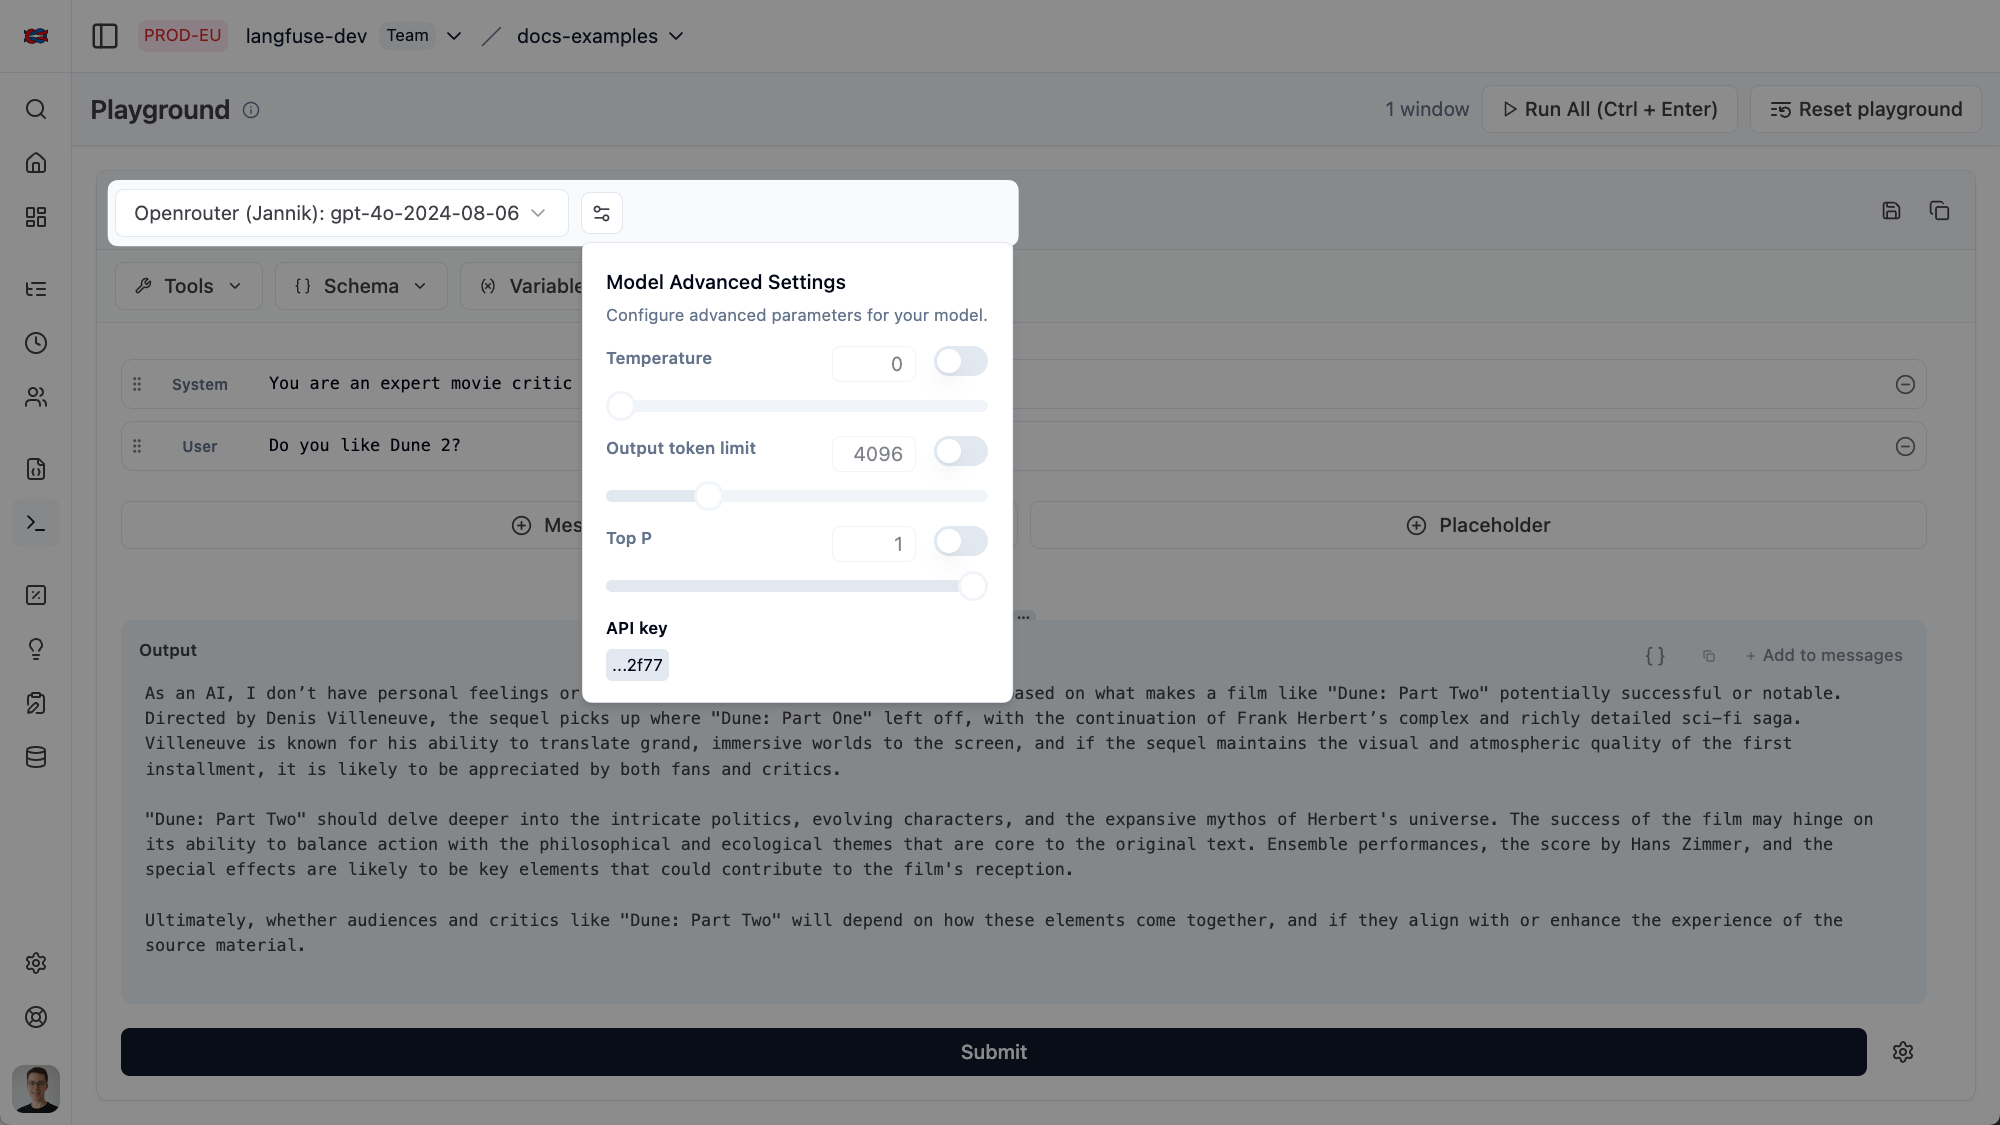 PROD-EU langfuse-dev Team docs-examples
Playground 1 window Run All (Ctrl + Enter) Reset playground
Openrouter (Jannik): gpt-4o-2024-08-06
Tools {} Schema (x) Variable
Model Advanced Settings
Configure advanced parameters for your model.
Temperature 0
Output token limit 4096
Top P 1
API key
...2f77
System You are an expert movie critic
User Do you like Dune 2?
Mes Placeholder
Output {} + Add to messages
As an AI, I don’t have personal feelings or ased on what makes a film like "Dune: Part Two" potentially successful or notable.
Directed by Denis Villeneuve, the sequel picks up where "Dune: Part One" left off, with the continuation of Frank Herbert’s complex and richly detailed sci-fi saga.
Villeneuve is known for his ability to translate grand, immersive worlds to the screen, and if the sequel maintains the visual and atmospheric quality of the first
installment, it is likely to be appreciated by both fans and critics.
"Dune: Part Two" should delve deeper into the intricate politics, evolving characters, and the expansive mythos of Herbert's universe. The success of the film may hinge on
its ability to balance action with the philosophical and ecological themes that are core to the original text. Ensemble performances, the score by Hans Zimmer, and the
special effects are likely to be key elements that could contribute to the film's reception.
Ultimately, whether audiences and critics like "Dune: Part Two" will depend on how these elements come together, and if they align with or enhance the experience of the
source material.
Submit